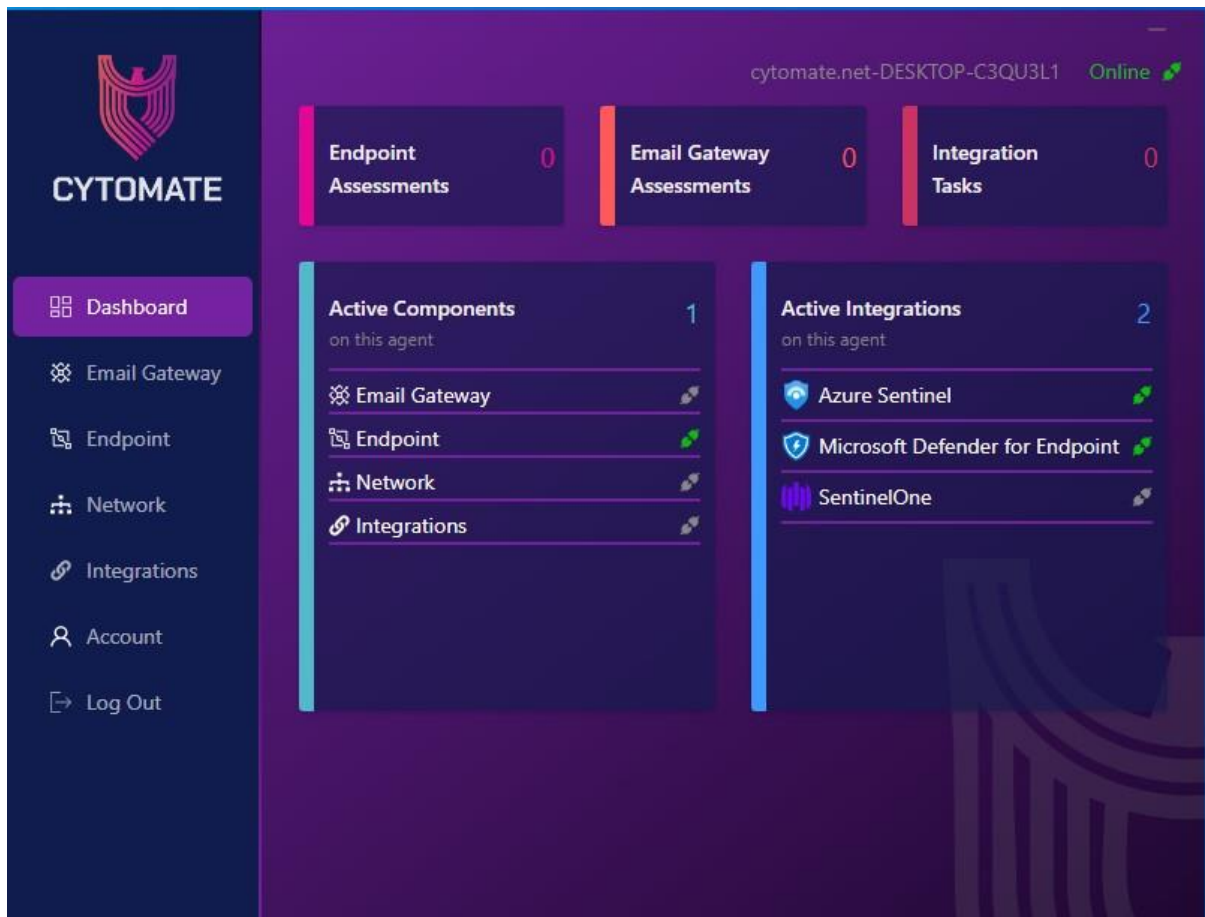 CYTOMATE
Dashboard
Email Gateway
Endpoint
Network
Integrations
Account
Log Out
cytomate.net-DESKTOP-C3QU3L1 Online
Endpoint 0
Assessments
Email Gateway 0
Assessments
Integration 0
Tasks
Active Components 1
on this agent
Email Gateway
Endpoint
Network
Integrations
Active Integrations 2
on this agent
Azure Sentinel
Microsoft Defender for Endpoint
SentinelOne